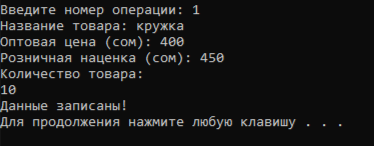 Введите номер операции: 1
Название товара: кружка
Оптовая цена (сом): 400
Розничная наценка (сом): 450
Количество товара:
10
Данные записаны!
Для продолжения нажмите любую клавишу . . .